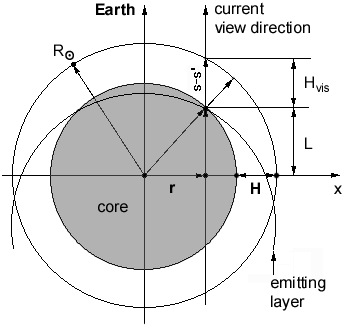 Earth
current
view direction
R⊙
s-s'
H_vis
L
r
H
x
core
emitting
layer